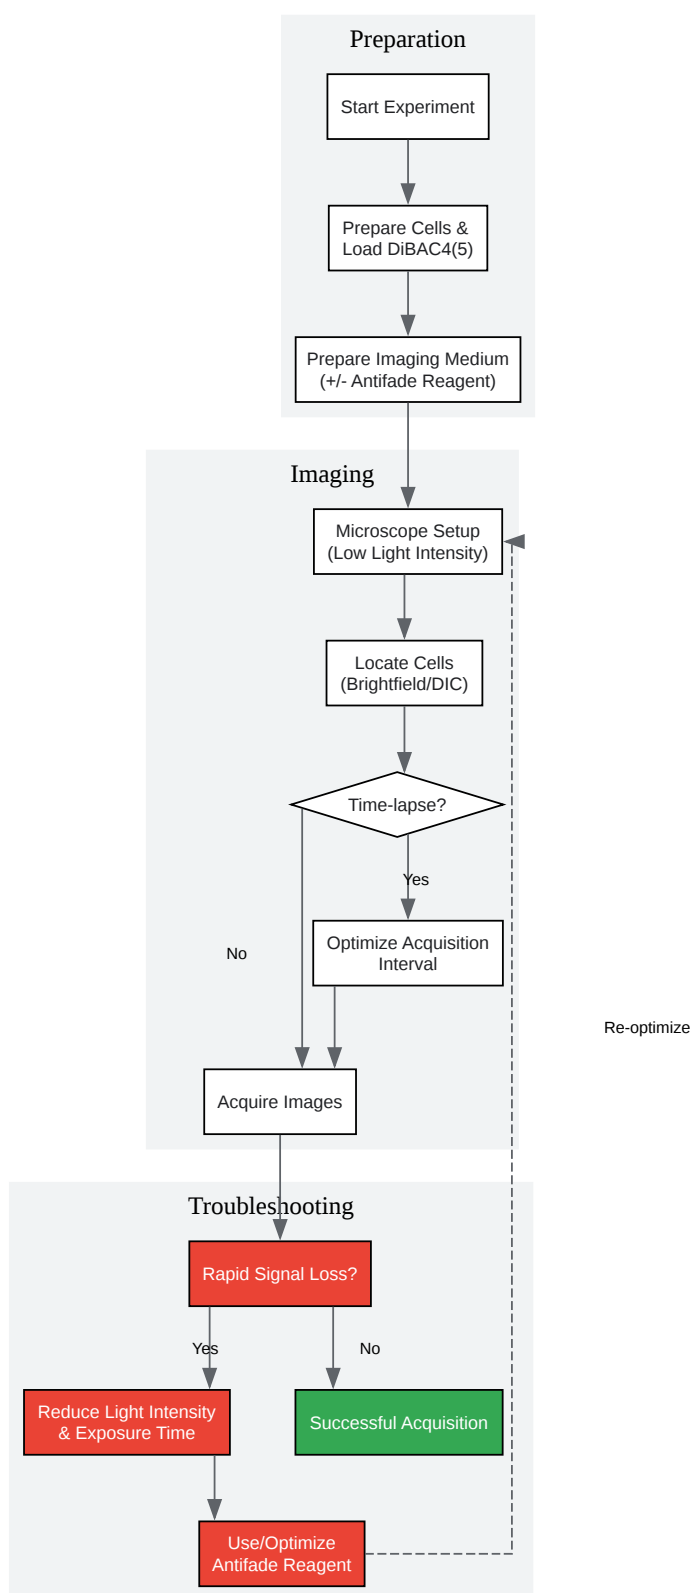 Preparation
Start Experiment
Prepare Cells &
Load DiBAC4(5)
Prepare Imaging Medium
(+/- Antifade Reagent)
Imaging
Microscope Setup
(Low Light Intensity)
Locate Cells
(Brightfield/DIC)
Time-lapse?
Yes
No
Optimize Acquisition
Interval
Re-optimize
Acquire Images
Troubleshooting
Rapid Signal Loss?
Yes
No
Reduce Light Intensity
& Exposure Time
Successful Acquisition
Use/Optimize
Antifade Reagent